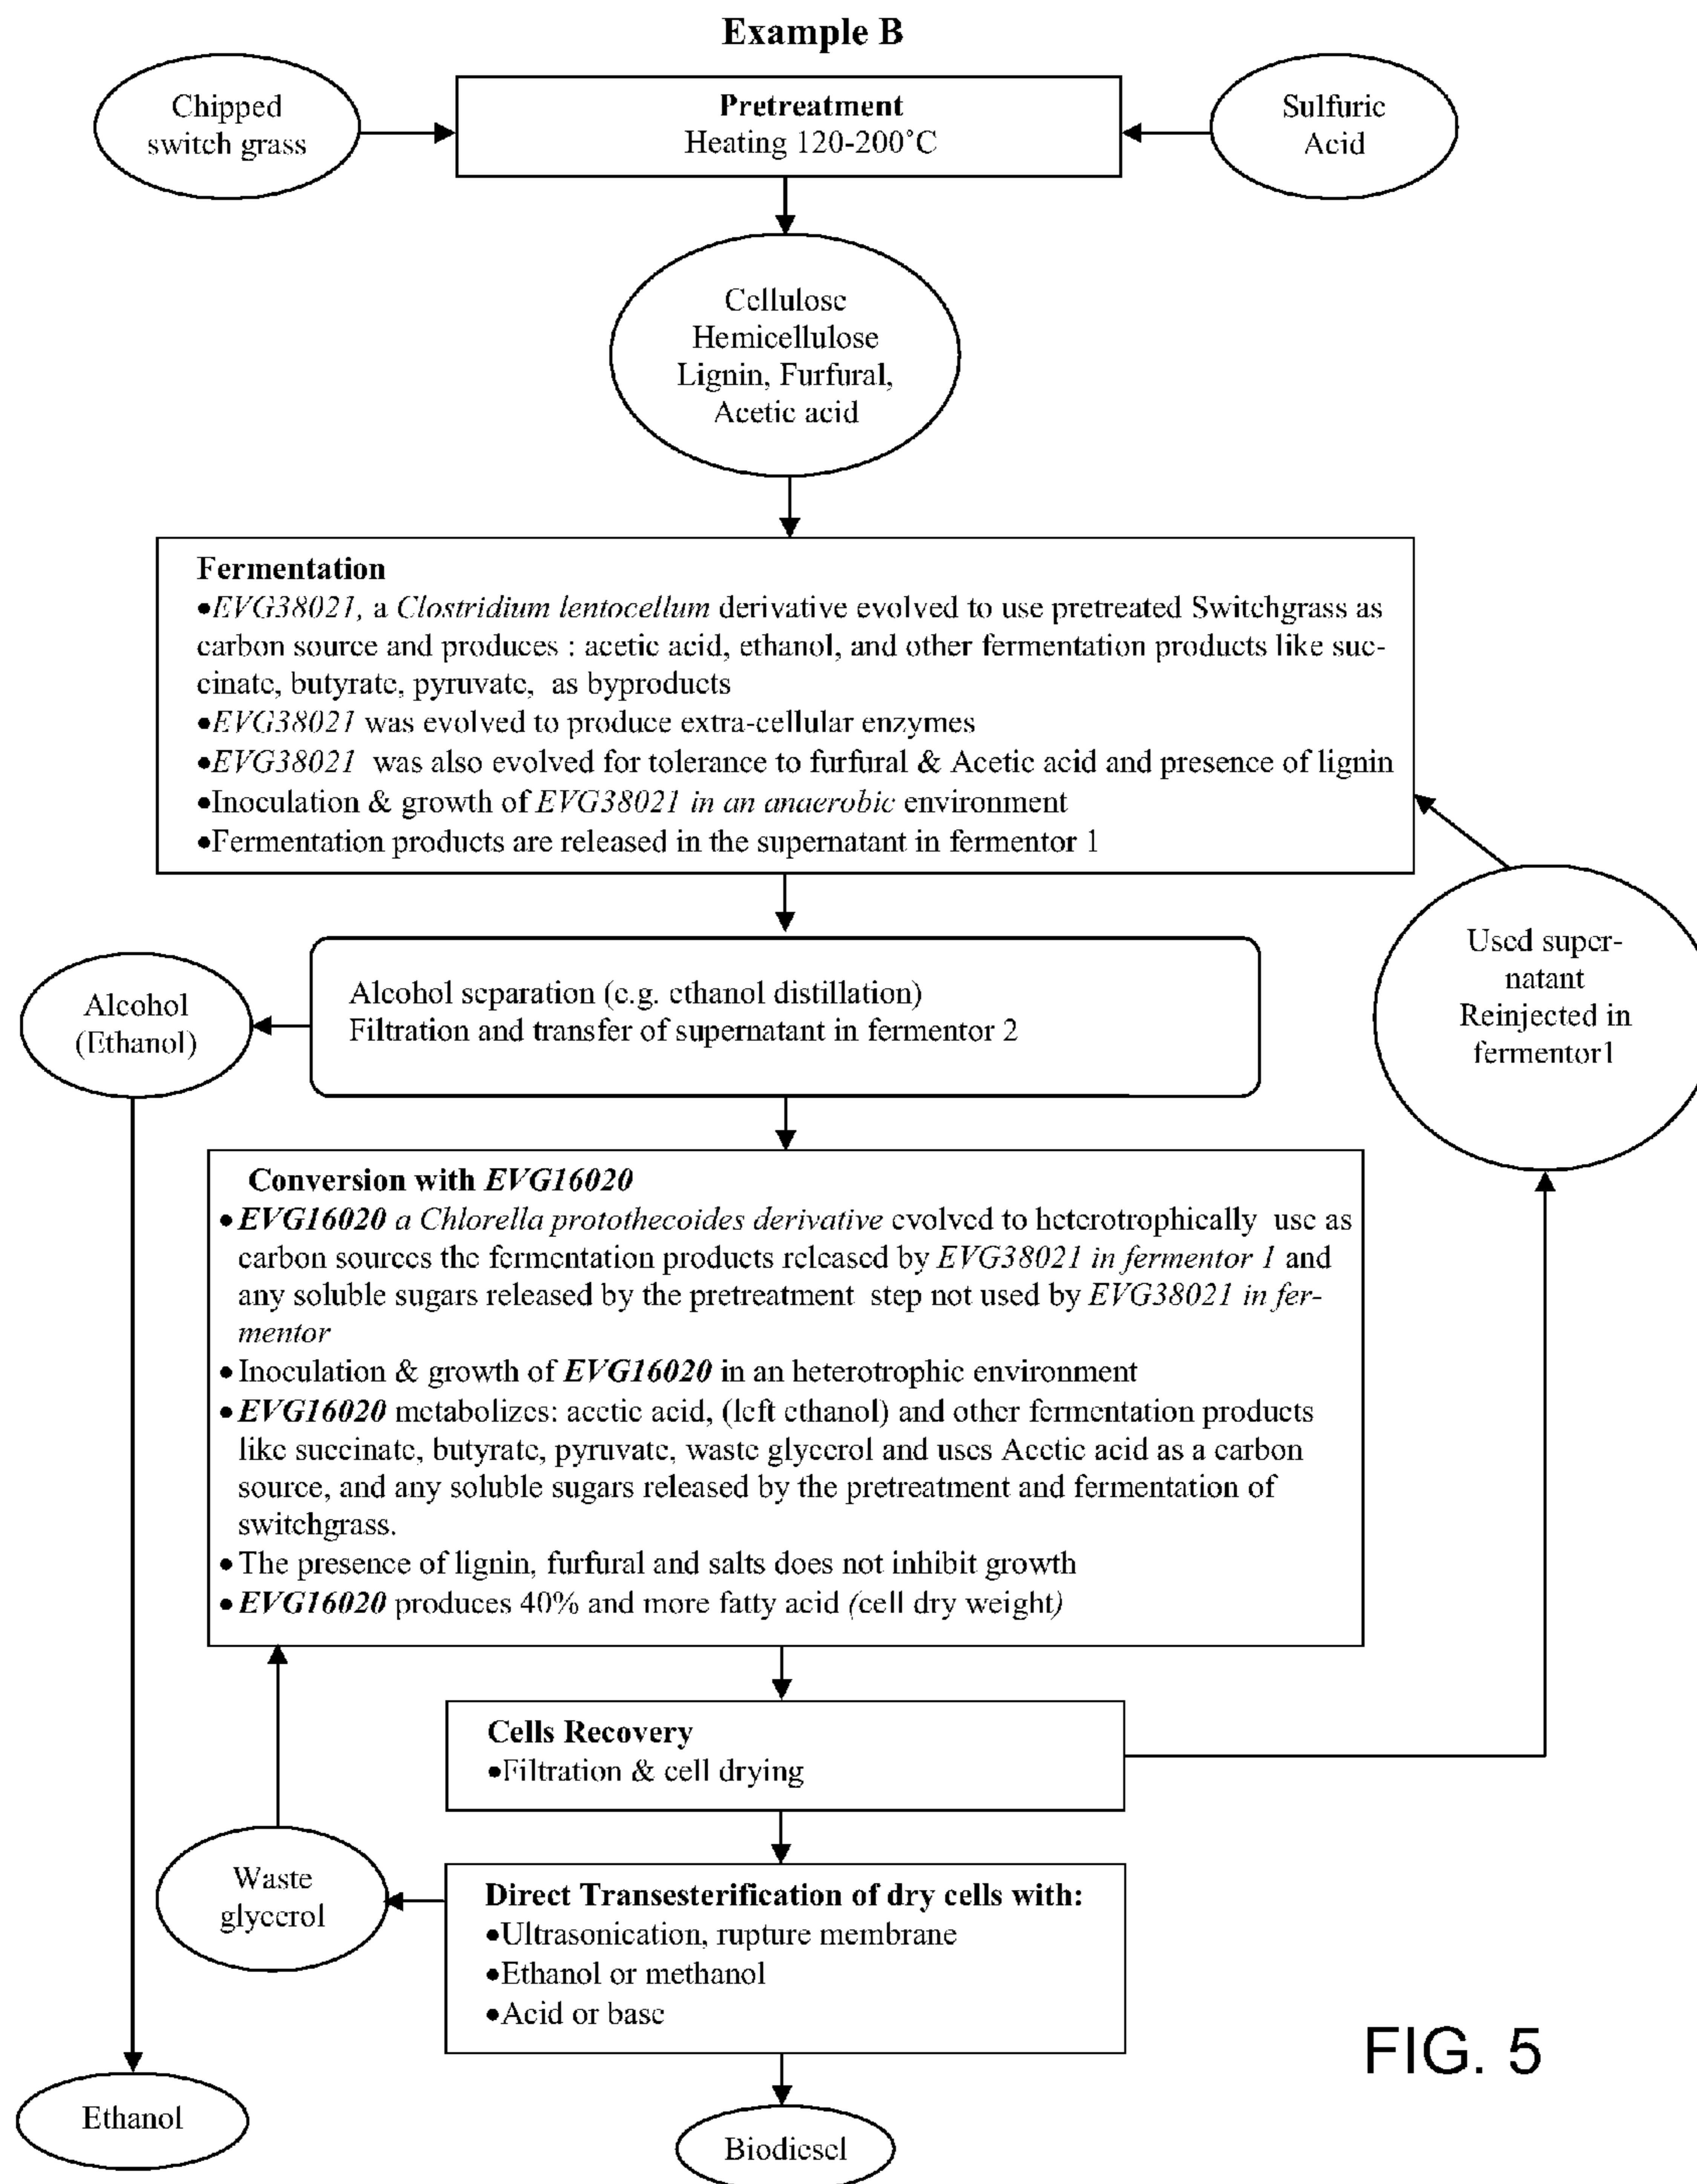 Example B
Chipped
switch grass
Pretreatment
Heating 120-200˚C
Sulfuric
Acid
Cellulose
Hemicellulose
Lignin, Furfural,
Acetic acid
Fermentation
•EVG38021, a Clostridium lentocellum derivative evolved to use pretreated Switchgrass as
carbon source and produces : acetic acid, ethanol, and other fermentation products like suc-
cinate, butyrate, pyruvate, as byproducts
•EVG38021 was evolved to produce extra-cellular enzymes
•EVG38021 was also evolved for tolerance to furfural & Acetic acid and presence of lignin
•Inoculation & growth of EVG38021 in an anaerobic environment
•Fermentation products are released in the supernatant in fermentor 1
Used super-
natant
Reinjected in
fermentor1
Alcohol
(Ethanol)
Alcohol separation (e.g. ethanol distillation)
Filtration and transfer of supernatant in fermentor 2
Conversion with EVG16020
•EVG16020 a Chlorella protothecoides derivative evolved to heterotrophically use as
carbon sources the fermentation products released by EVG38021 in fermentor 1 and
any soluble sugars released by the pretreatment step not used by EVG38021 in fer-
mentor
•Inoculation & growth of EVG16020 in an heterotrophic environment
•EVG16020 metabolizes: acetic acid, (left ethanol) and other fermentation products
like succinate, butyrate, pyruvate, waste glycerol and uses Acetic acid as a carbon
source, and any soluble sugars released by the pretreatment and fermentation of
switchgrass.
•The presence of lignin, furfural and salts does not inhibit growth
•EVG16020 produces 40% and more fatty acid (cell dry weight)
Cells Recovery
•Filtration & cell drying
Waste
glycerol
Direct Transesterification of dry cells with:
•Ultrasonication, rupture membrane
•Ethanol or methanol
•Acid or base
FIG. 5
Ethanol
Biodiesel